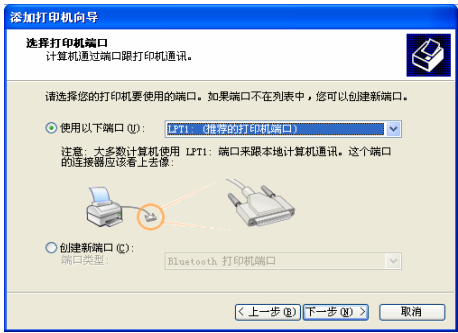 添加打印机向导
选择打印机端口
计算机通过端口跟打印机通讯。
请选择您的打印机要使用的端口。如果端口不在列表中，您可以创建新端口。
使用以下端口(U)： LPT1: (推荐的打印机端口)
注意: 大多数计算机使用 LPT1: 端口来跟本地计算机通讯。这个端口
的连接器应该看上去像:
创建新端口(C):
端口类型: Bluetooth 打印机端口
< 上一步(B) 下一步(N) > 取消